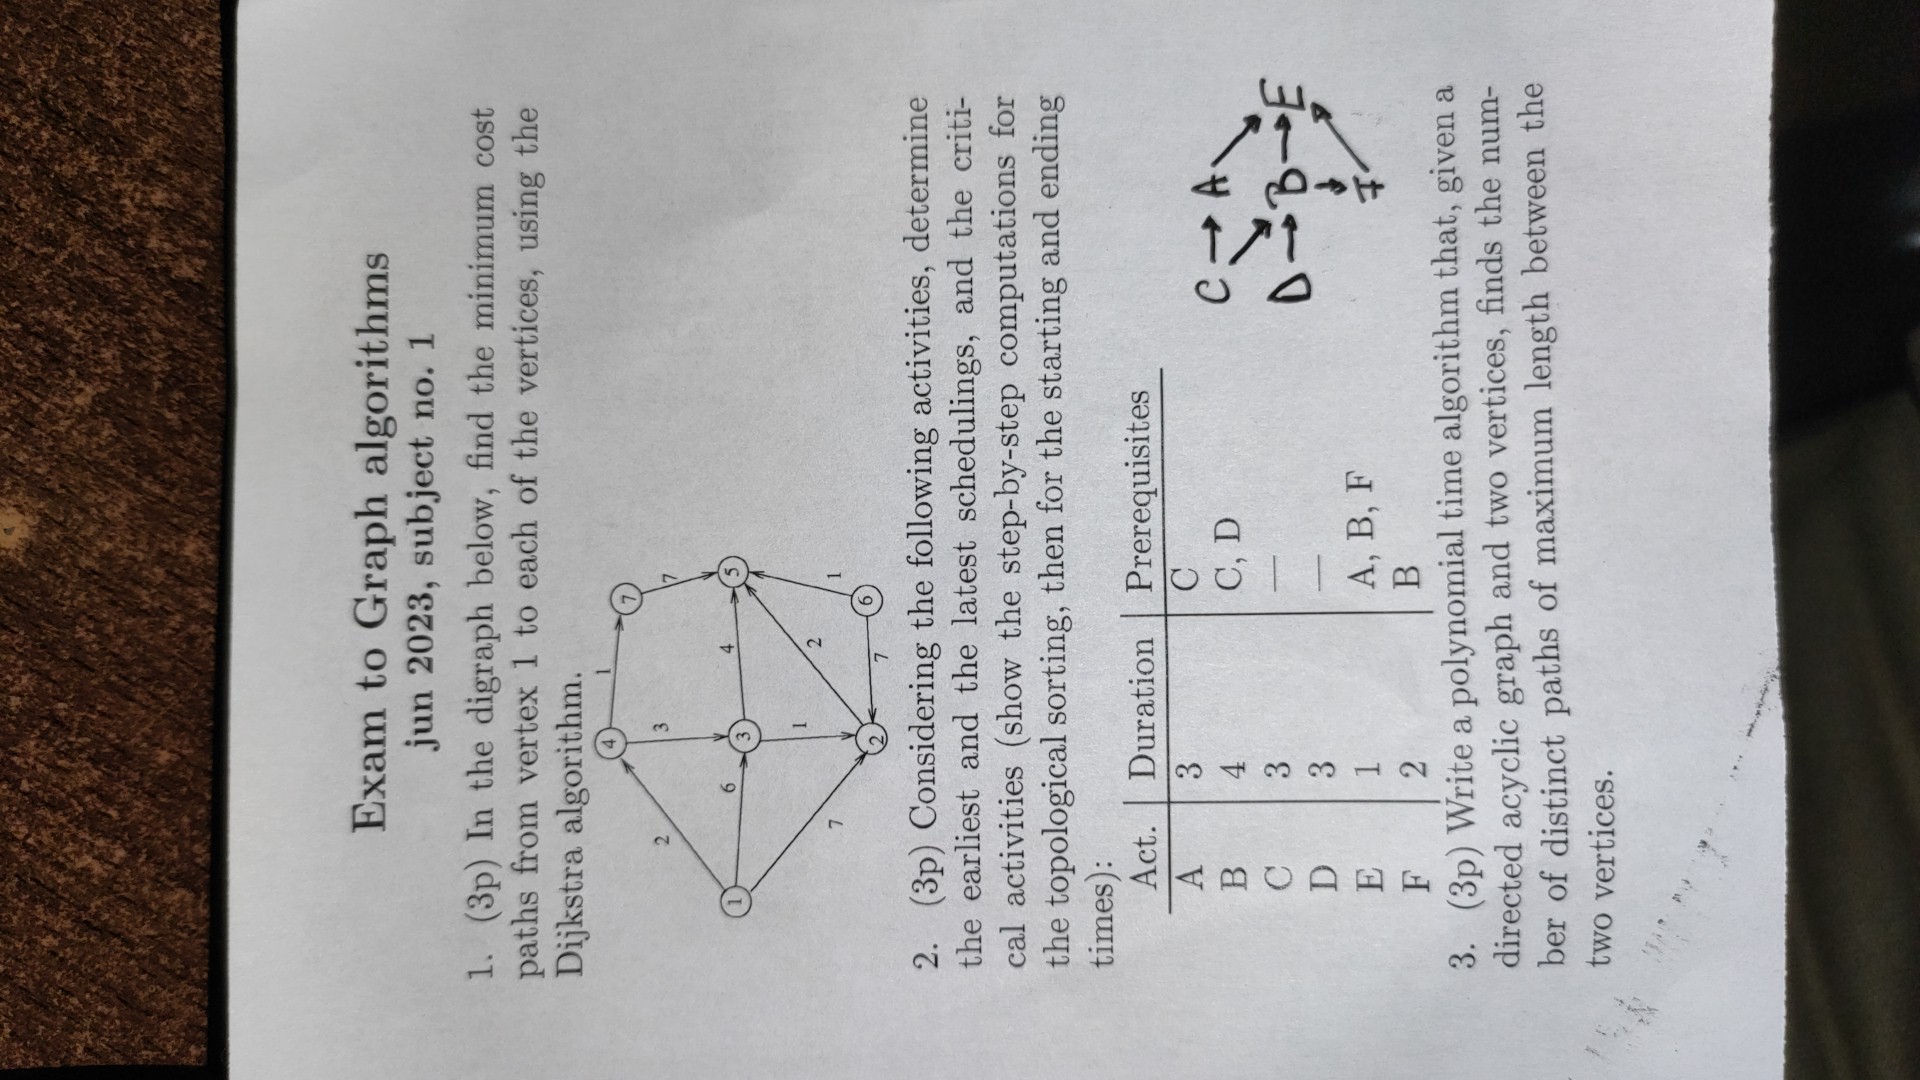 Exam to Graph algorithms
jun 2023, subject no. 1
1. (3p) In the digraph below, find the minimum cost
paths from vertex 1 to each of the vertices, using the
Dijkstra algorithm.
4 1 7
2 3 7
1 6 3 4 5
1 2
7 1
2 7 6
2. (3p) Considering the following activities, determine
the earliest and the latest schedulings, and the criti-
cal activities (show the step-by-step computations for
the topological sorting, then for the starting and ending
times):
Act. Duration Prerequisites
A 3 C
B 4 C, D
C 3 —
D 3 —
E 1 A, B, F
F 2 B
C → A
D → B → E
F
3. (3p) Write a polynomial time algorithm that, given a
directed acyclic graph and two vertices, finds the num-
ber of distinct paths of maximum length between the
two vertices.